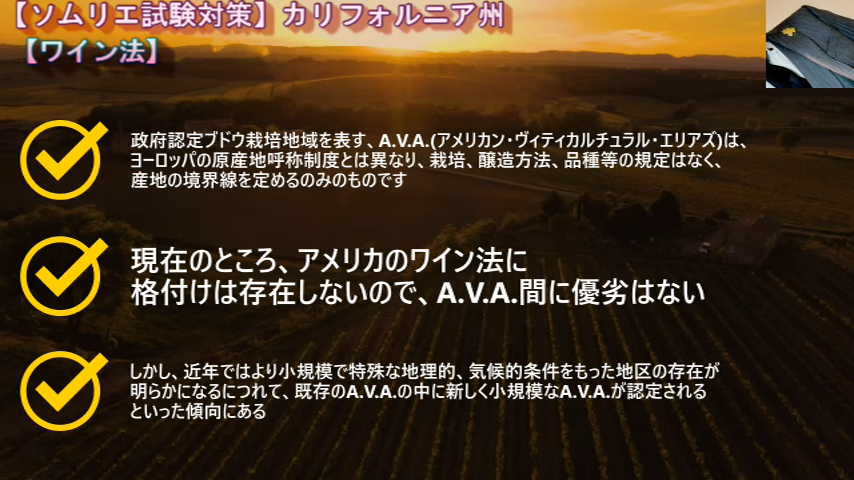 【ソムリエ試験対策】カリフォルニア州
【ワイン法】
政府認定ブドウ栽培地域を表す、A.V.A.(アメリカン・ヴィティカルチュラル・エリアズ)は、
ヨーロッパの原産地呼称制度とは異なり、栽培、醸造方法、品種等の規定はなく、
産地の境界線を定めるのみのものです
現在のところ、アメリカのワイン法に
格付けは存在しないので、A.V.A.間に優劣はない
しかし、近年ではより小規模で特殊な地理的、気候的条件をもった地区の存在が
明らかになるにつれて、既存のA.V.A.の中に新しく小規模なA.V.A.が認定される
といった傾向にある